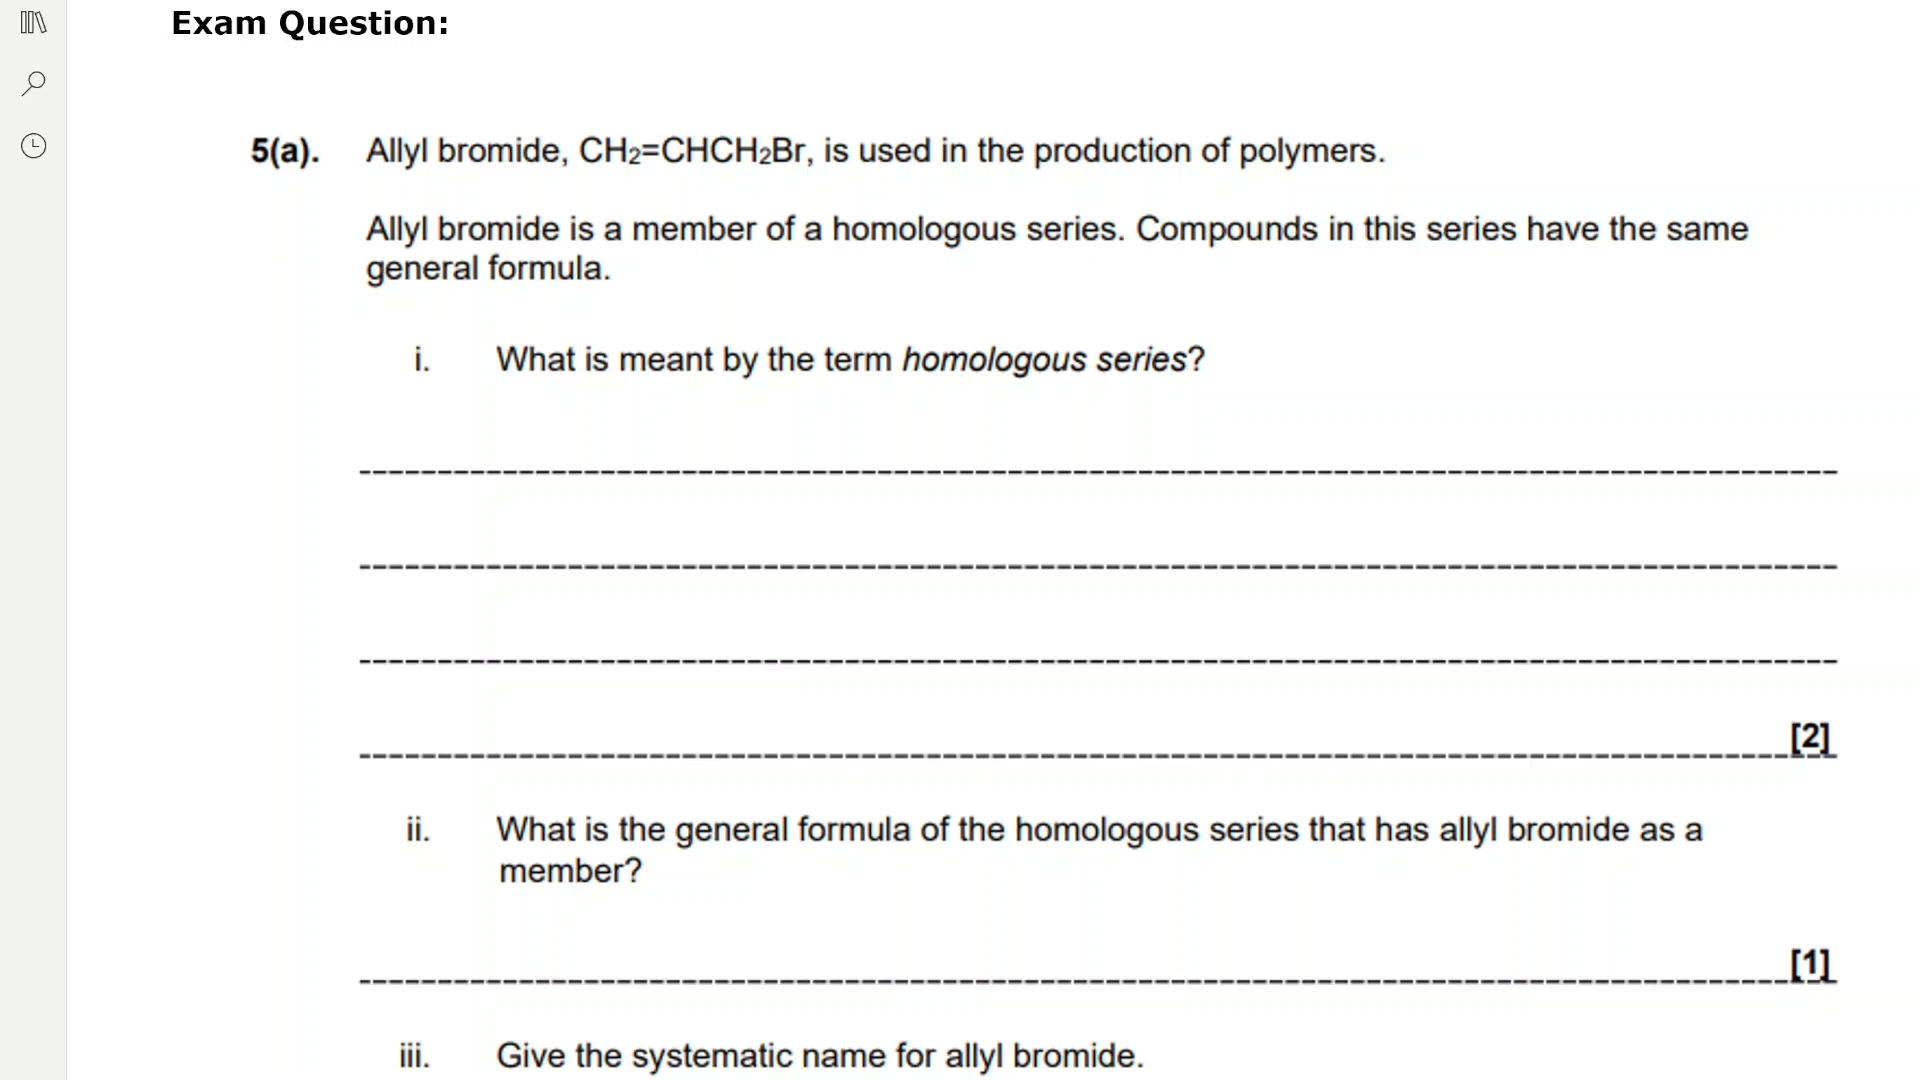 Exam Question:
5(a). Allyl bromide, CH₂=CHCH₂Br, is used in the production of polymers.
Allyl bromide is a member of a homologous series. Compounds in this series have the same
general formula.
i. What is meant by the term homologous series?
[2]
ii. What is the general formula of the homologous series that has allyl bromide as a
member?
[1]
iii. Give the systematic name for allyl bromide.